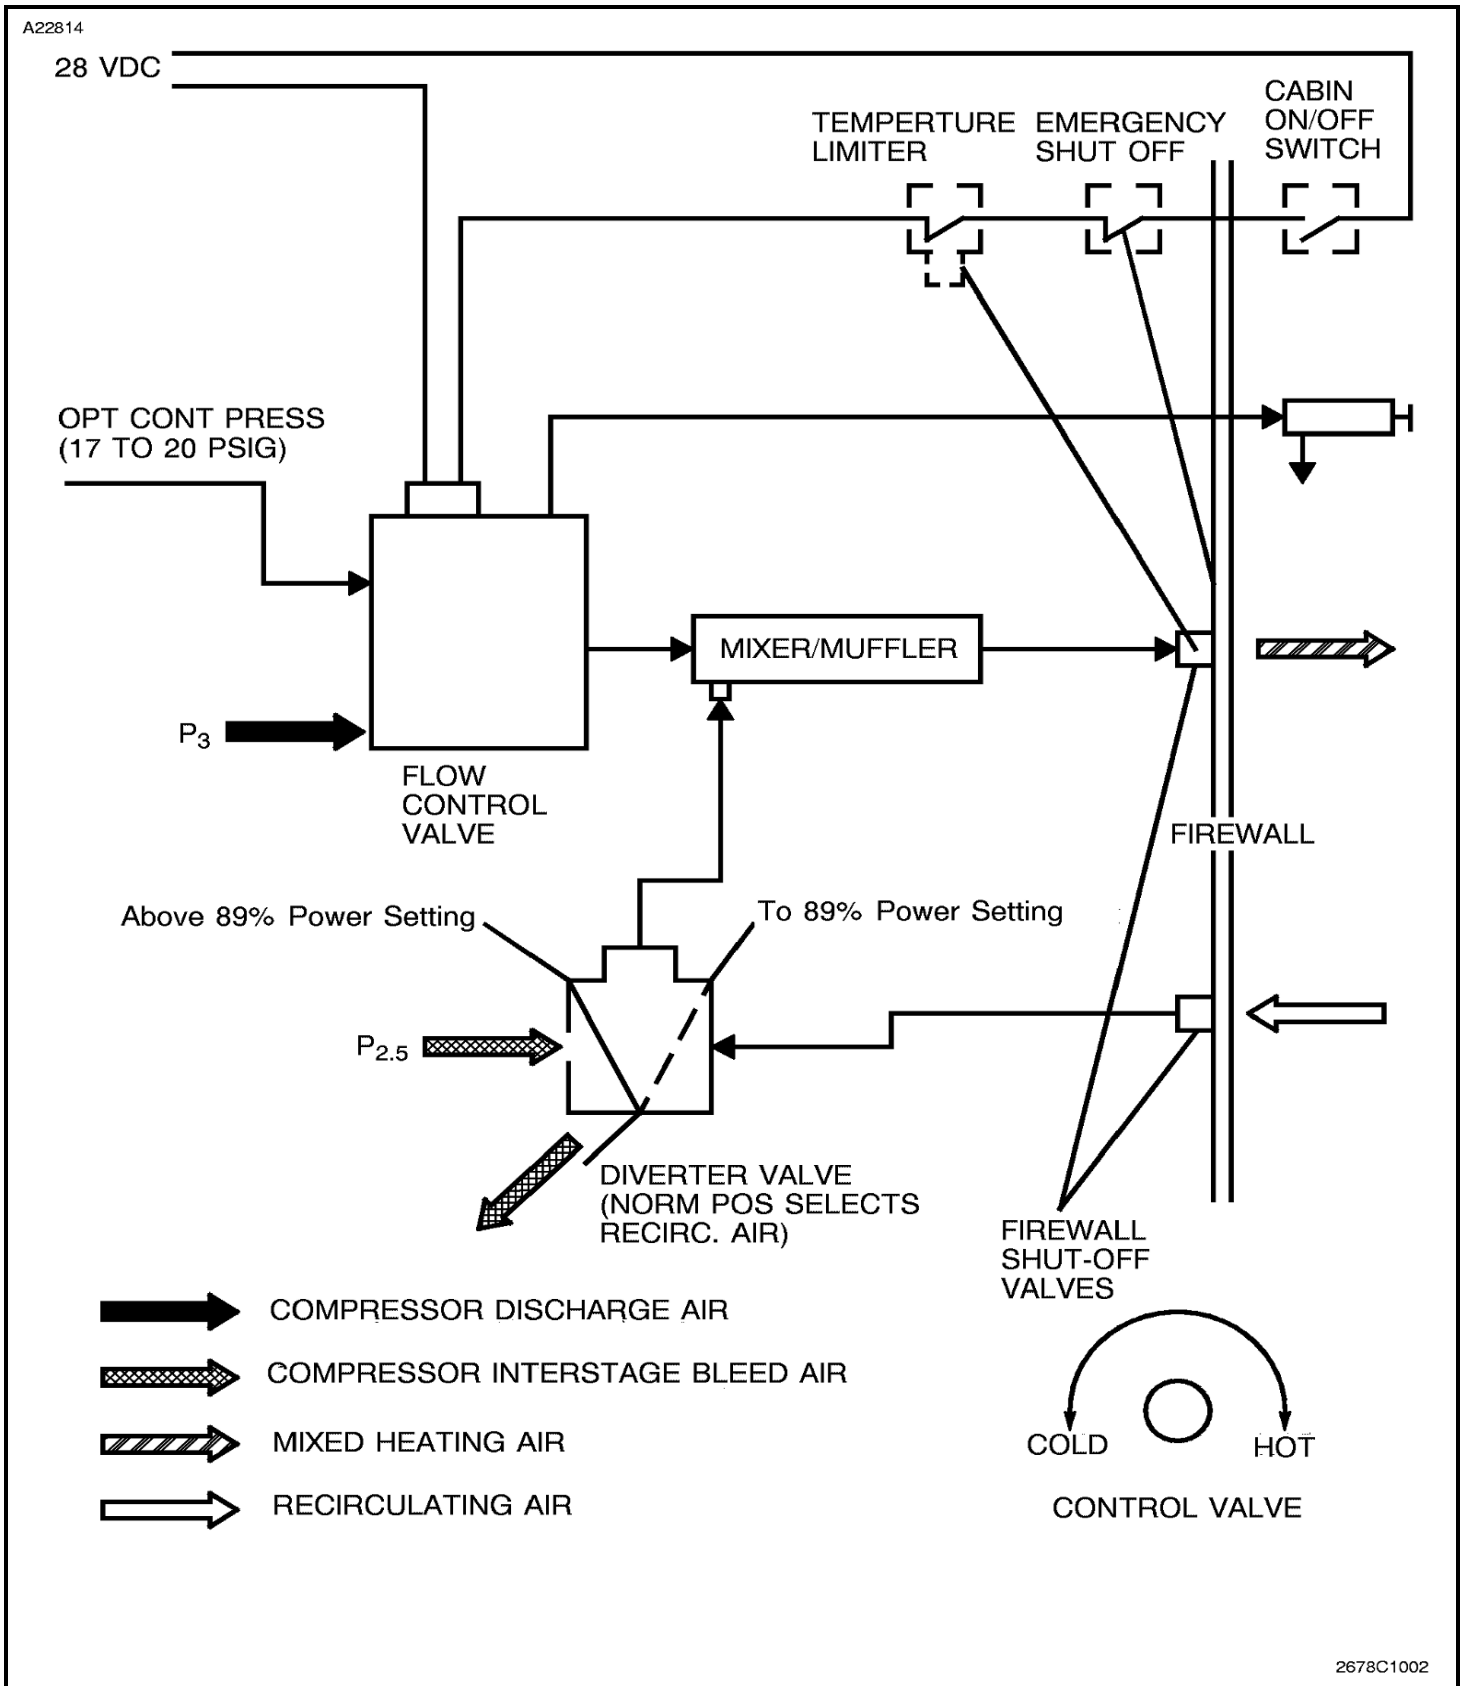 A22814
28 VDC
TEMPERTURE
LIMITER
EMERGENCY
SHUT OFF
CABIN
ON/OFF
SWITCH
OPT CONT PRESS
(17 TO 20 PSIG)
MIXER/MUFFLER
P3
FLOW
CONTROL
VALVE
FIREWALL
Above 89% Power Setting
To 89% Power Setting
P2.5
DIVERTER VALVE
(NORM POS SELECTS
RECIRC. AIR)
FIREWALL
SHUT-OFF
VALVES
COMPRESSOR DISCHARGE AIR
COMPRESSOR INTERSTAGE BLEED AIR
MIXED HEATING AIR
RECIRCULATING AIR
COLD
HOT
CONTROL VALVE
2678C1002